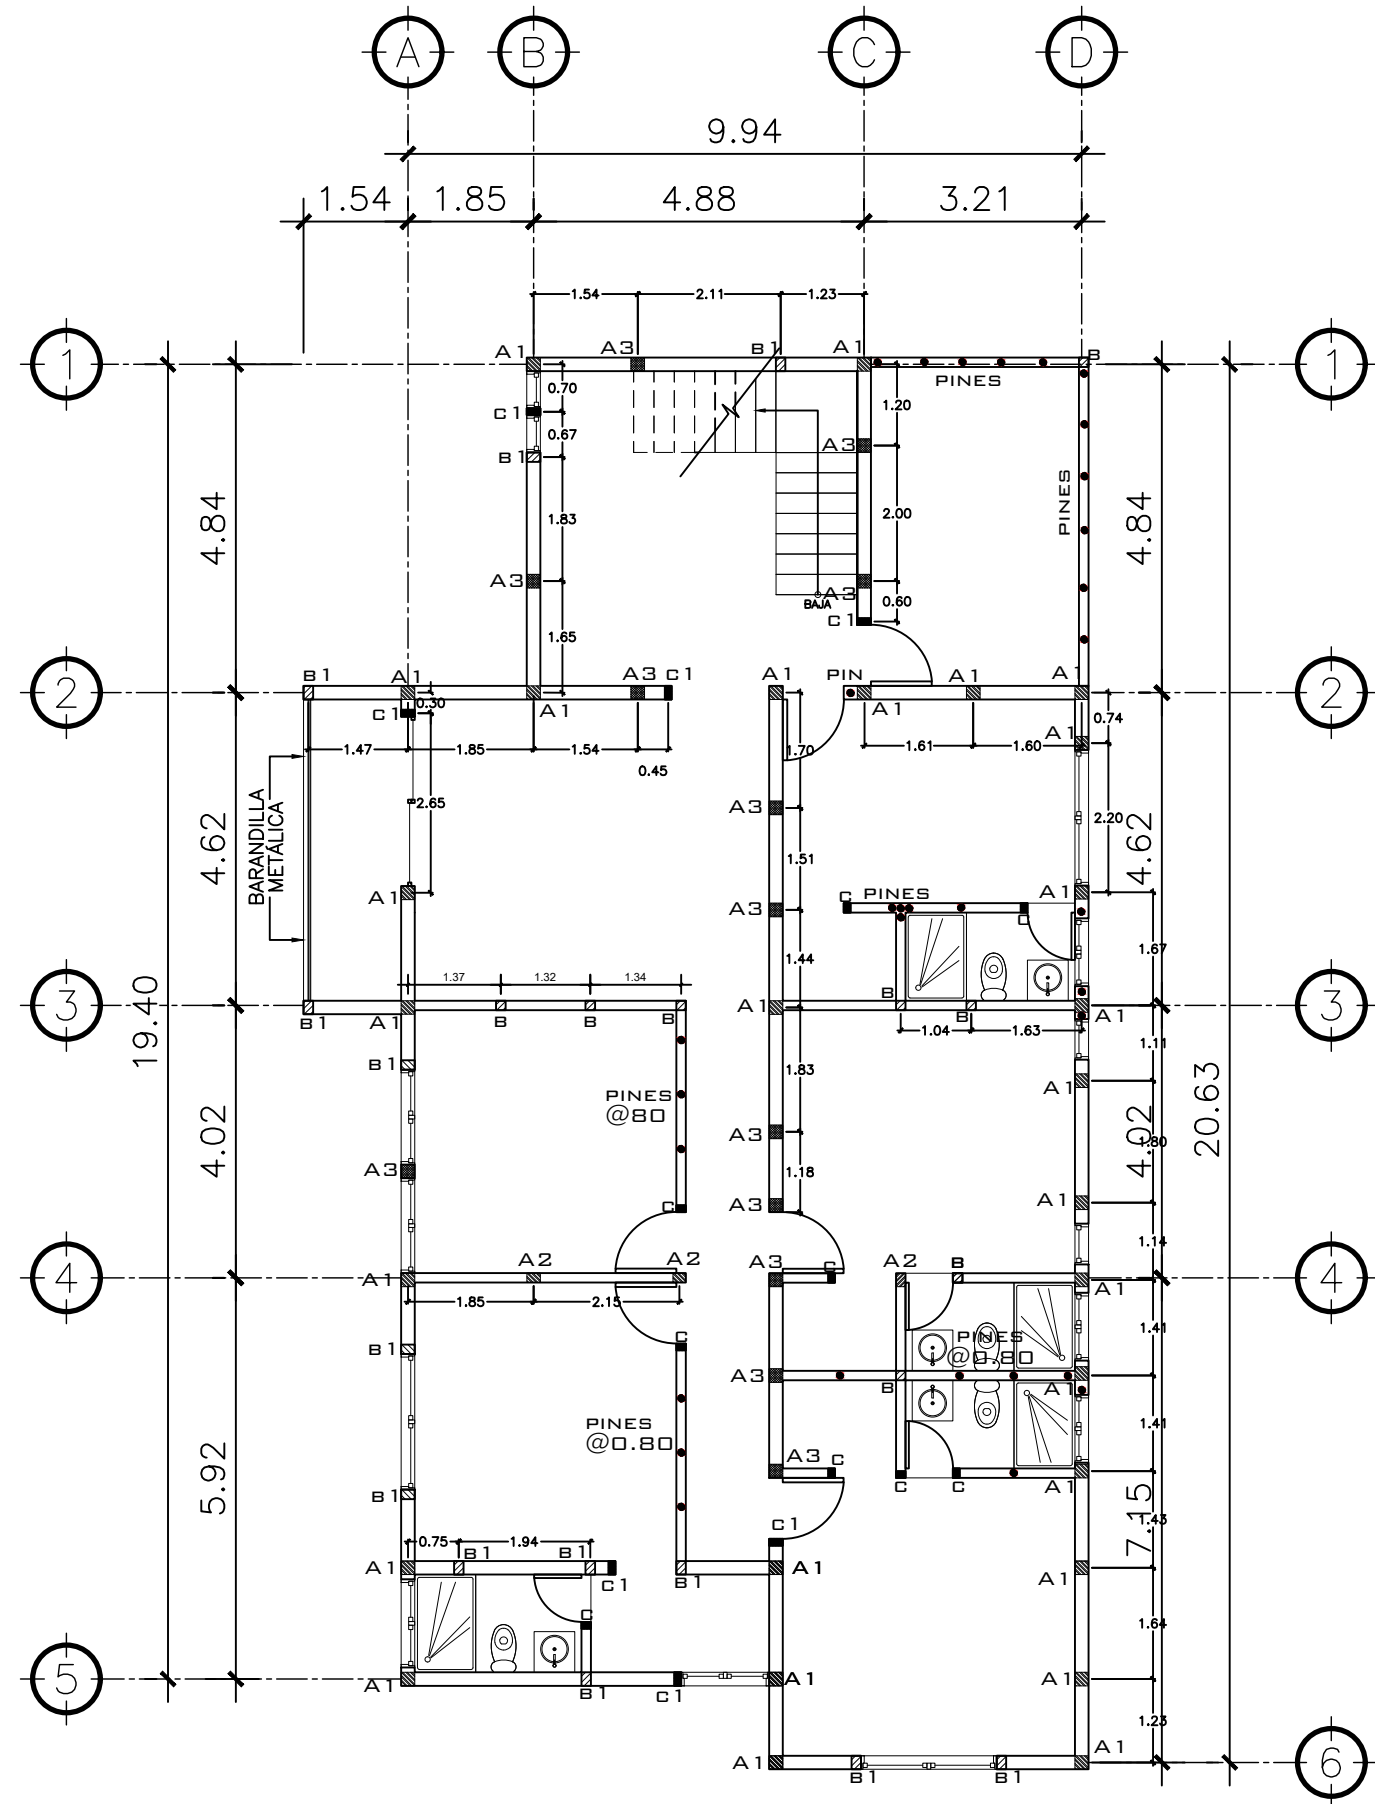 A B C D
9.94
1.54 1.85 4.88 3.21
1.54 2.11 1.23
1 A1 A3 B1 A1 B 1
PINES
0.70
1.20
C1
0.67
A3
B1
PINES
4.84 1.83 2.00 4.84
A3
A3
BAJA
0.60
C1
1.65
B1 A1 A3 C1 A1 PIN A1 A1
2 2
0.30
C1
A1
A1
0.74
A1
1.47 1.85 1.54 1.70 1.61 1.60
0.45
2.65
A3
2.20
BARANDILLA
METÁLICA
4.62 1.51 4.62
A1 C PINES A1
A3
C
1.67
1.44
1.37 1.32 1.34
B
3 3
B1 A1 B B B A1 B A1
1.04 1.63
19.40
1.11
B1
1.83
A1
PINES
@80
20.63
4.02 A3 A3 4.02 1.80
1.18
C A3 A1
1.14
A2 A2 A3 C A2 B
4 A1 A1 4
1.85 2.15
1.41
B1 C PINES
@0.80
A3 B A1
PINES
@0.80
1.41
A3 C
5.92 B1 C C A1
7.15
1.43
C1
0.75 1.94
B1 B1
A1 C1 B1 A1 A1
C
1.64
5 A1 B1 C1 A1 A1
1.23
A1 A1
B1 B1 6